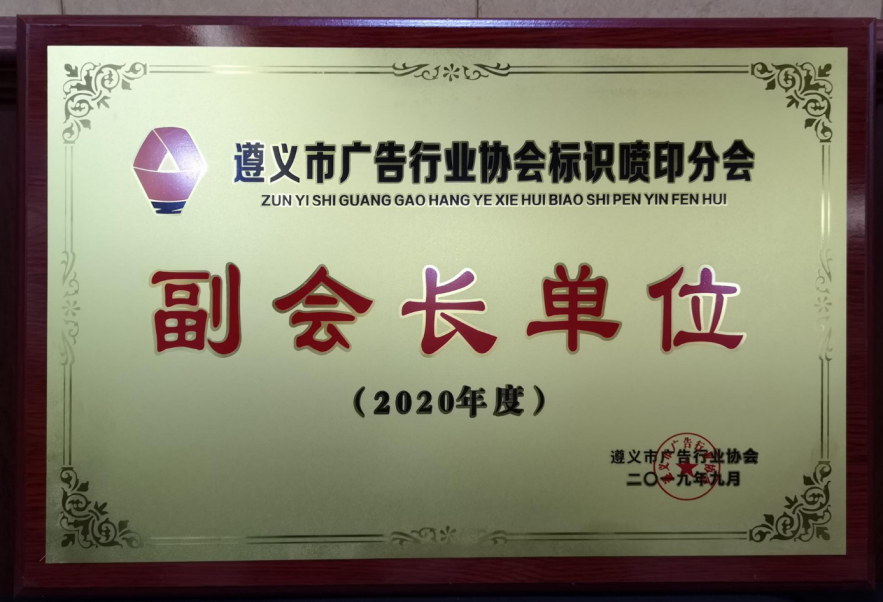 遵义市广告行业协会标识喷印分会
ZUN YI SHI GUANG GAO HANG YE XIE HUI BIAO SHI PEN YIN FEN HUI
副会长单位
（2020年度）
遵义市广告行业协会
二〇一九年九月